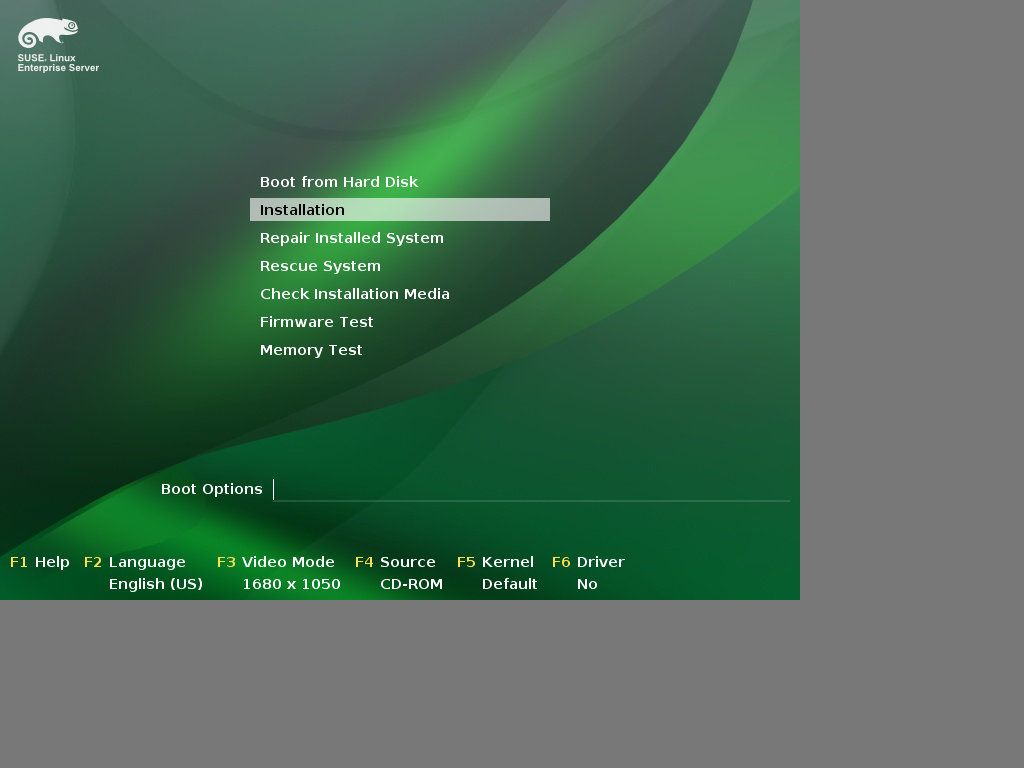 SUSE. Linux
Enterprise Server
Boot from Hard Disk
Installation
Repair Installed System
Rescue System
Check Installation Media
Firmware Test
Memory Test
Boot Options
F1 Help F2 Language F3 Video Mode F4 Source F5 Kernel F6 Driver
English (US) 1680 x 1050 CD-ROM Default No